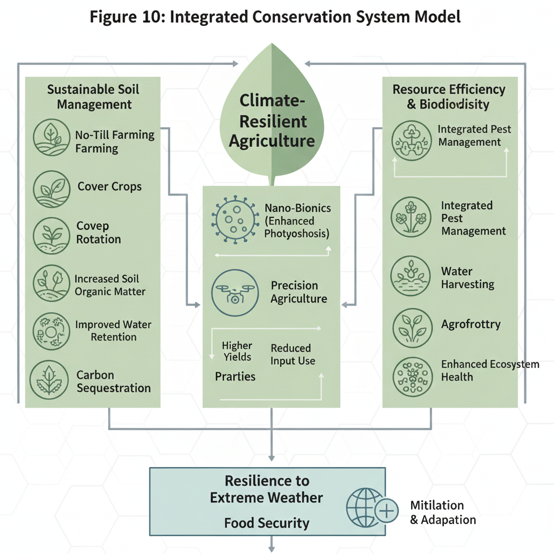 Figure 10: Integrated Conservation System Model
Climate-
Resilient
Agriculture
Sustainable Soil
Management
No-Till Farming
Farming
Cover Crops
Covep
Rotation
Increased Soil
Organic Matter
Improved Water
Retention
Carbon
Sequestration
Nano-Bionics
(Enhanced
Photyoshosis)
Precision
Agriculture
Higher
Yields
Reduced
Input Use
Prarties
Resource Efficiency
& Biodiodisity
Integrated Pest
Management
Integrated
Pest
Management
Water
Harvesting
Agrofrottry
Enhanced Ecosystem
Health
Resilience to
Extreme Weather
Food Security
Mitilation
& Adapation